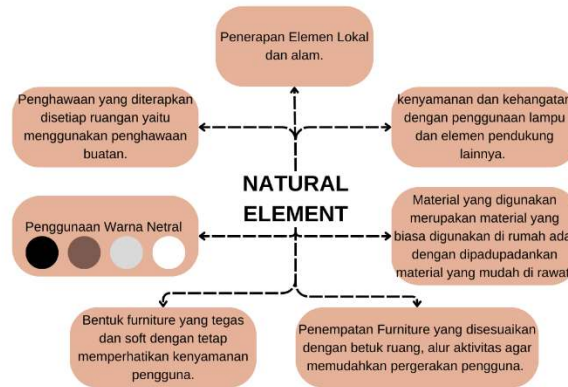 Penerapan Elemen Lokal
dan alam.
Penghawaan yang diterapkan
disetiap ruangan yaitu
menggunakan penghawaan
buatan.
kenyamanan dan kehangatan
dengan penggunaan lampu
dan elemen pendukung
lainnya.
NATURAL
ELEMENT
Penggunaan Warna Netral
Material yang digunakan
merupakan material yang
biasa digunakan di rumah adat
dengan dipadupadankan
material yang mudah di rawat.
Bentuk furniture yang tegas
dan soft dengan tetap
memperhatikan kenyamanan
pengguna.
Penempatan Furniture yang disesuaikan
dengan betuk ruang, alur aktivitas agar
memudahkan pergerakan pengguna.